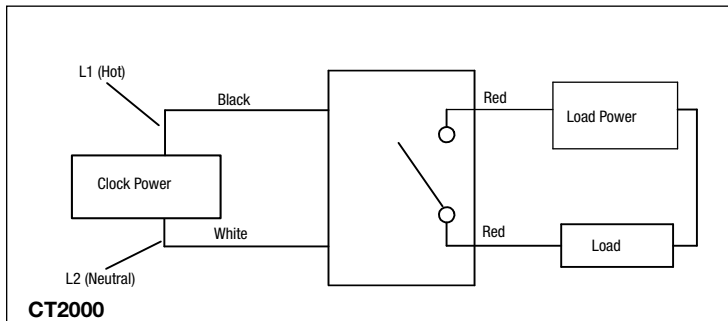 L1 (Hot)
Black
Red
Load Power
Clock Power
White
Red
Load
L2 (Neutral)
CT2000